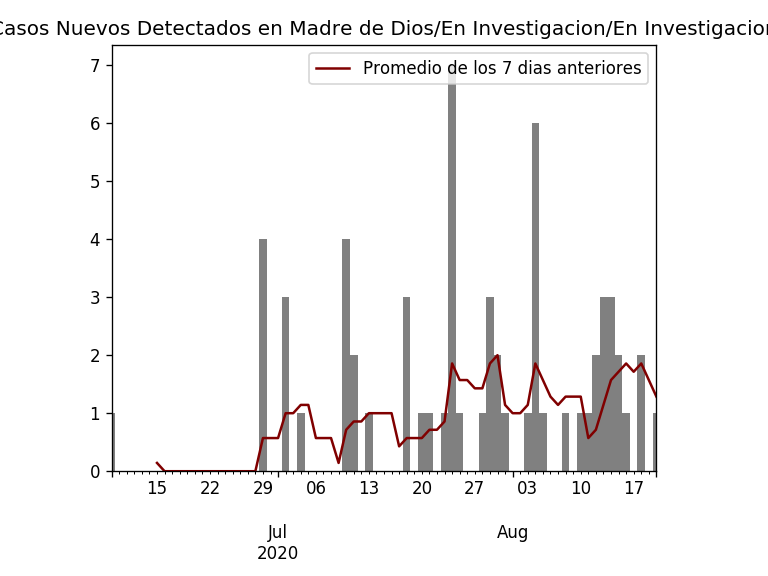 Casos Nuevos Detectados en Madre de Dios/En Investigacion/En Investigacion
Promedio de los 7 dias anteriores
7
6
5
4
3
2
1
0
15 22 29 06 13 20 27 03 10 17
Jul Aug
2020